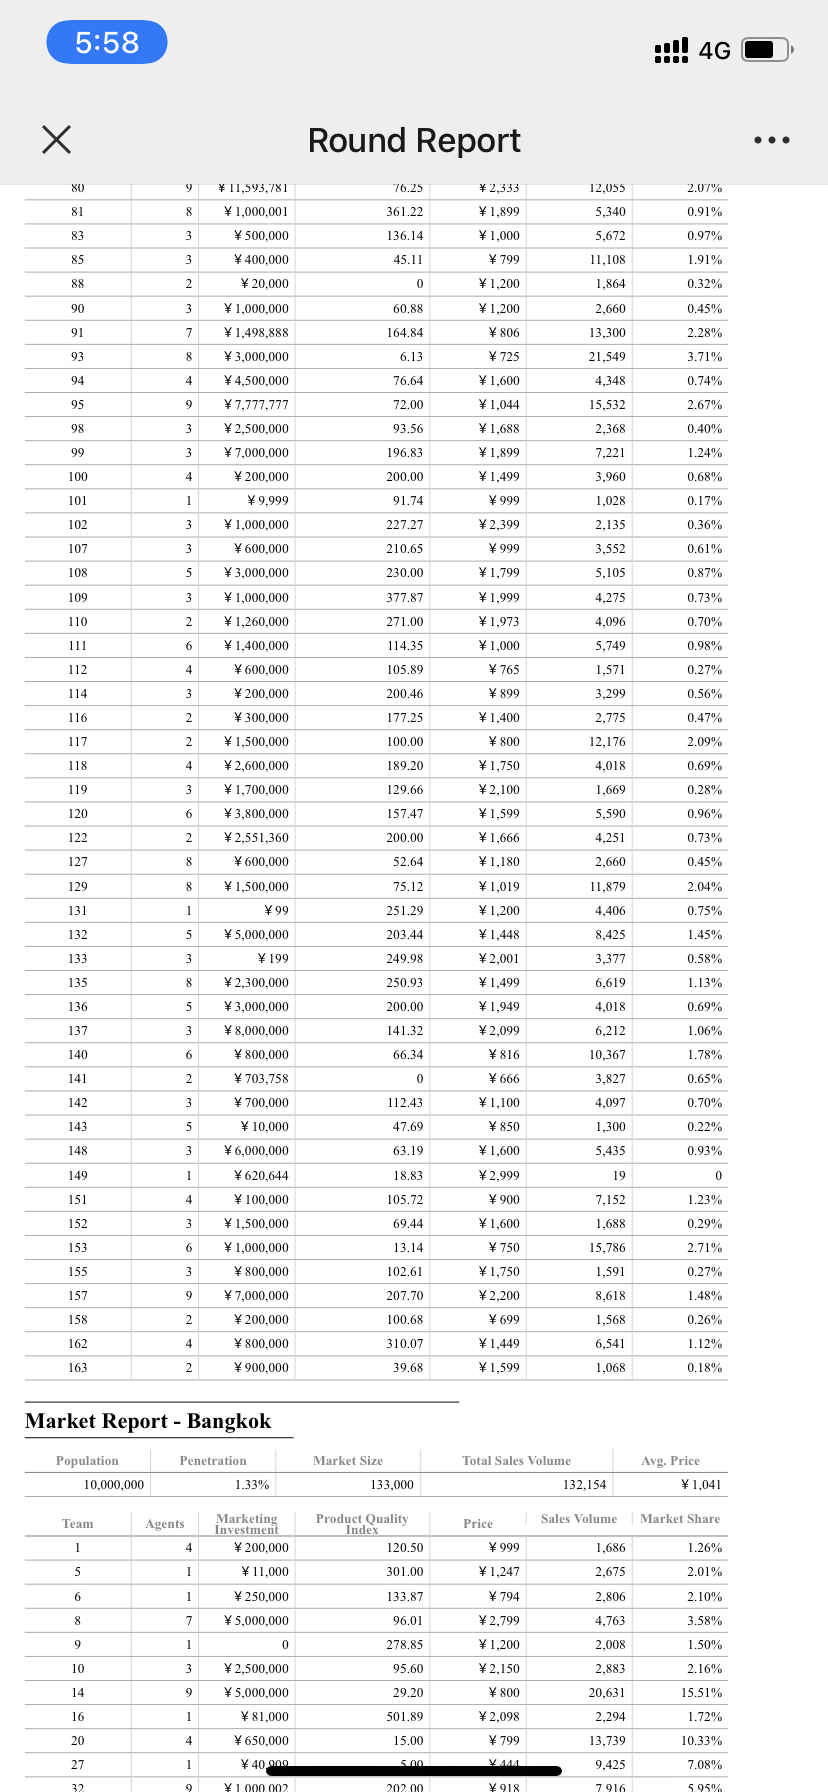 5:58 4G
Round Report
80 9 ¥ 11,593,781 76.25 ¥ 2,333 12,055 2.07%
81 8 ¥ 1,000,001 361.22 ¥ 1,899 5,340 0.91%
83 3 ¥ 500,000 136.14 ¥ 1,000 5,672 0.97%
85 3 ¥ 400,000 45.11 ¥ 799 11,108 1.91%
88 2 ¥ 20,000 0 ¥ 1,200 1,864 0.32%
90 3 ¥ 1,000,000 60.88 ¥ 1,200 2,660 0.45%
91 7 ¥ 1,498,888 164.84 ¥ 806 13,300 2.28%
93 8 ¥ 3,000,000 6.13 ¥ 725 21,549 3.71%
94 4 ¥ 4,500,000 76.64 ¥ 1,600 4,348 0.74%
95 9 ¥ 7,777,777 72.00 ¥ 1,044 15,532 2.67%
98 3 ¥ 2,500,000 93.56 ¥ 1,688 2,368 0.40%
99 3 ¥ 7,000,000 196.83 ¥ 1,899 7,221 1.24%
100 4 ¥ 200,000 200.00 ¥ 1,499 3,960 0.68%
101 1 ¥ 9,999 91.74 ¥ 999 1,028 0.17%
102 3 ¥ 1,000,000 227.27 ¥ 2,399 2,135 0.36%
107 3 ¥ 600,000 210.65 ¥ 999 3,552 0.61%
108 5 ¥ 3,000,000 230.00 ¥ 1,799 5,105 0.87%
109 3 ¥ 1,000,000 377.87 ¥ 1,999 4,275 0.73%
110 2 ¥ 1,260,000 271.00 ¥ 1,973 4,096 0.70%
111 6 ¥ 1,400,000 114.35 ¥ 1,000 5,749 0.98%
112 4 ¥ 600,000 105.89 ¥ 765 1,571 0.27%
114 3 ¥ 200,000 200.46 ¥ 899 3,299 0.56%
116 2 ¥ 300,000 177.25 ¥ 1,400 2,775 0.47%
117 2 ¥ 1,500,000 100.00 ¥ 800 12,176 2.09%
118 4 ¥ 2,600,000 189.20 ¥ 1,750 4,018 0.69%
119 3 ¥ 1,700,000 129.66 ¥ 2,100 1,669 0.28%
120 6 ¥ 3,800,000 157.47 ¥ 1,599 5,590 0.96%
122 2 ¥ 2,551,360 200.00 ¥ 1,666 4,251 0.73%
127 8 ¥ 600,000 52.64 ¥ 1,180 2,660 0.45%
129 8 ¥ 1,500,000 75.12 ¥ 1,019 11,879 2.04%
131 1 ¥ 99 251.29 ¥ 1,200 4,406 0.75%
132 5 ¥ 5,000,000 203.44 ¥ 1,448 8,425 1.45%
133 3 ¥ 199 249.98 ¥ 2,001 3,377 0.58%
135 8 ¥ 2,300,000 250.93 ¥ 1,499 6,619 1.13%
136 5 ¥ 3,000,000 200.00 ¥ 1,949 4,018 0.69%
137 3 ¥ 8,000,000 141.32 ¥ 2,099 6,212 1.06%
140 6 ¥ 800,000 66.34 ¥ 816 10,367 1.78%
141 2 ¥ 703,758 0 ¥ 666 3,827 0.65%
142 3 ¥ 700,000 112.43 ¥ 1,100 4,097 0.70%
143 5 ¥ 10,000 47.69 ¥ 850 1,300 0.22%
148 3 ¥ 6,000,000 63.19 ¥ 1,600 5,435 0.93%
149 1 ¥ 620,644 18.83 ¥ 2,999 19 0
151 4 ¥ 100,000 105.72 ¥ 900 7,152 1.23%
152 3 ¥ 1,500,000 69.44 ¥ 1,600 1,688 0.29%
153 6 ¥ 1,000,000 13.14 ¥ 750 15,786 2.71%
155 3 ¥ 800,000 102.61 ¥ 1,750 1,591 0.27%
157 9 ¥ 7,000,000 207.70 ¥ 2,200 8,618 1.48%
158 2 ¥ 200,000 100.68 ¥ 699 1,568 0.26%
162 4 ¥ 800,000 310.07 ¥ 1,449 6,541 1.12%
163 2 ¥ 900,000 39.68 ¥ 1,599 1,068 0.18%
Market Report - Bangkok
Population Penetration Market Size Total Sales Volume Avg. Price
10,000,000 1.33% 133,000 132,154 ¥ 1,041
Team Agents Marketing Investment Product Quality Index Price Sales Volume Market Share
1 4 ¥ 200,000 120.50 ¥ 999 1,686 1.26%
5 1 ¥ 11,000 301.00 ¥ 1,247 2,675 2.01%
6 1 ¥ 250,000 133.87 ¥ 794 2,806 2.10%
8 7 ¥ 5,000,000 96.01 ¥ 2,799 4,763 3.58%
9 1 0 278.85 ¥ 1,200 2,008 1.50%
10 3 ¥ 2,500,000 95.60 ¥ 2,150 2,883 2.16%
14 9 ¥ 5,000,000 29.20 ¥ 800 20,631 15.51%
16 1 ¥ 81,000 501.89 ¥ 2,098 2,294 1.72%
20 4 ¥ 650,000 15.00 ¥ 799 13,739 10.33%
27 1 ¥ 40,909 5.00 ¥ 444 9,425 7.08%
32 9 ¥ 1,000,002 202.00 ¥ 918 7,916 5.95%